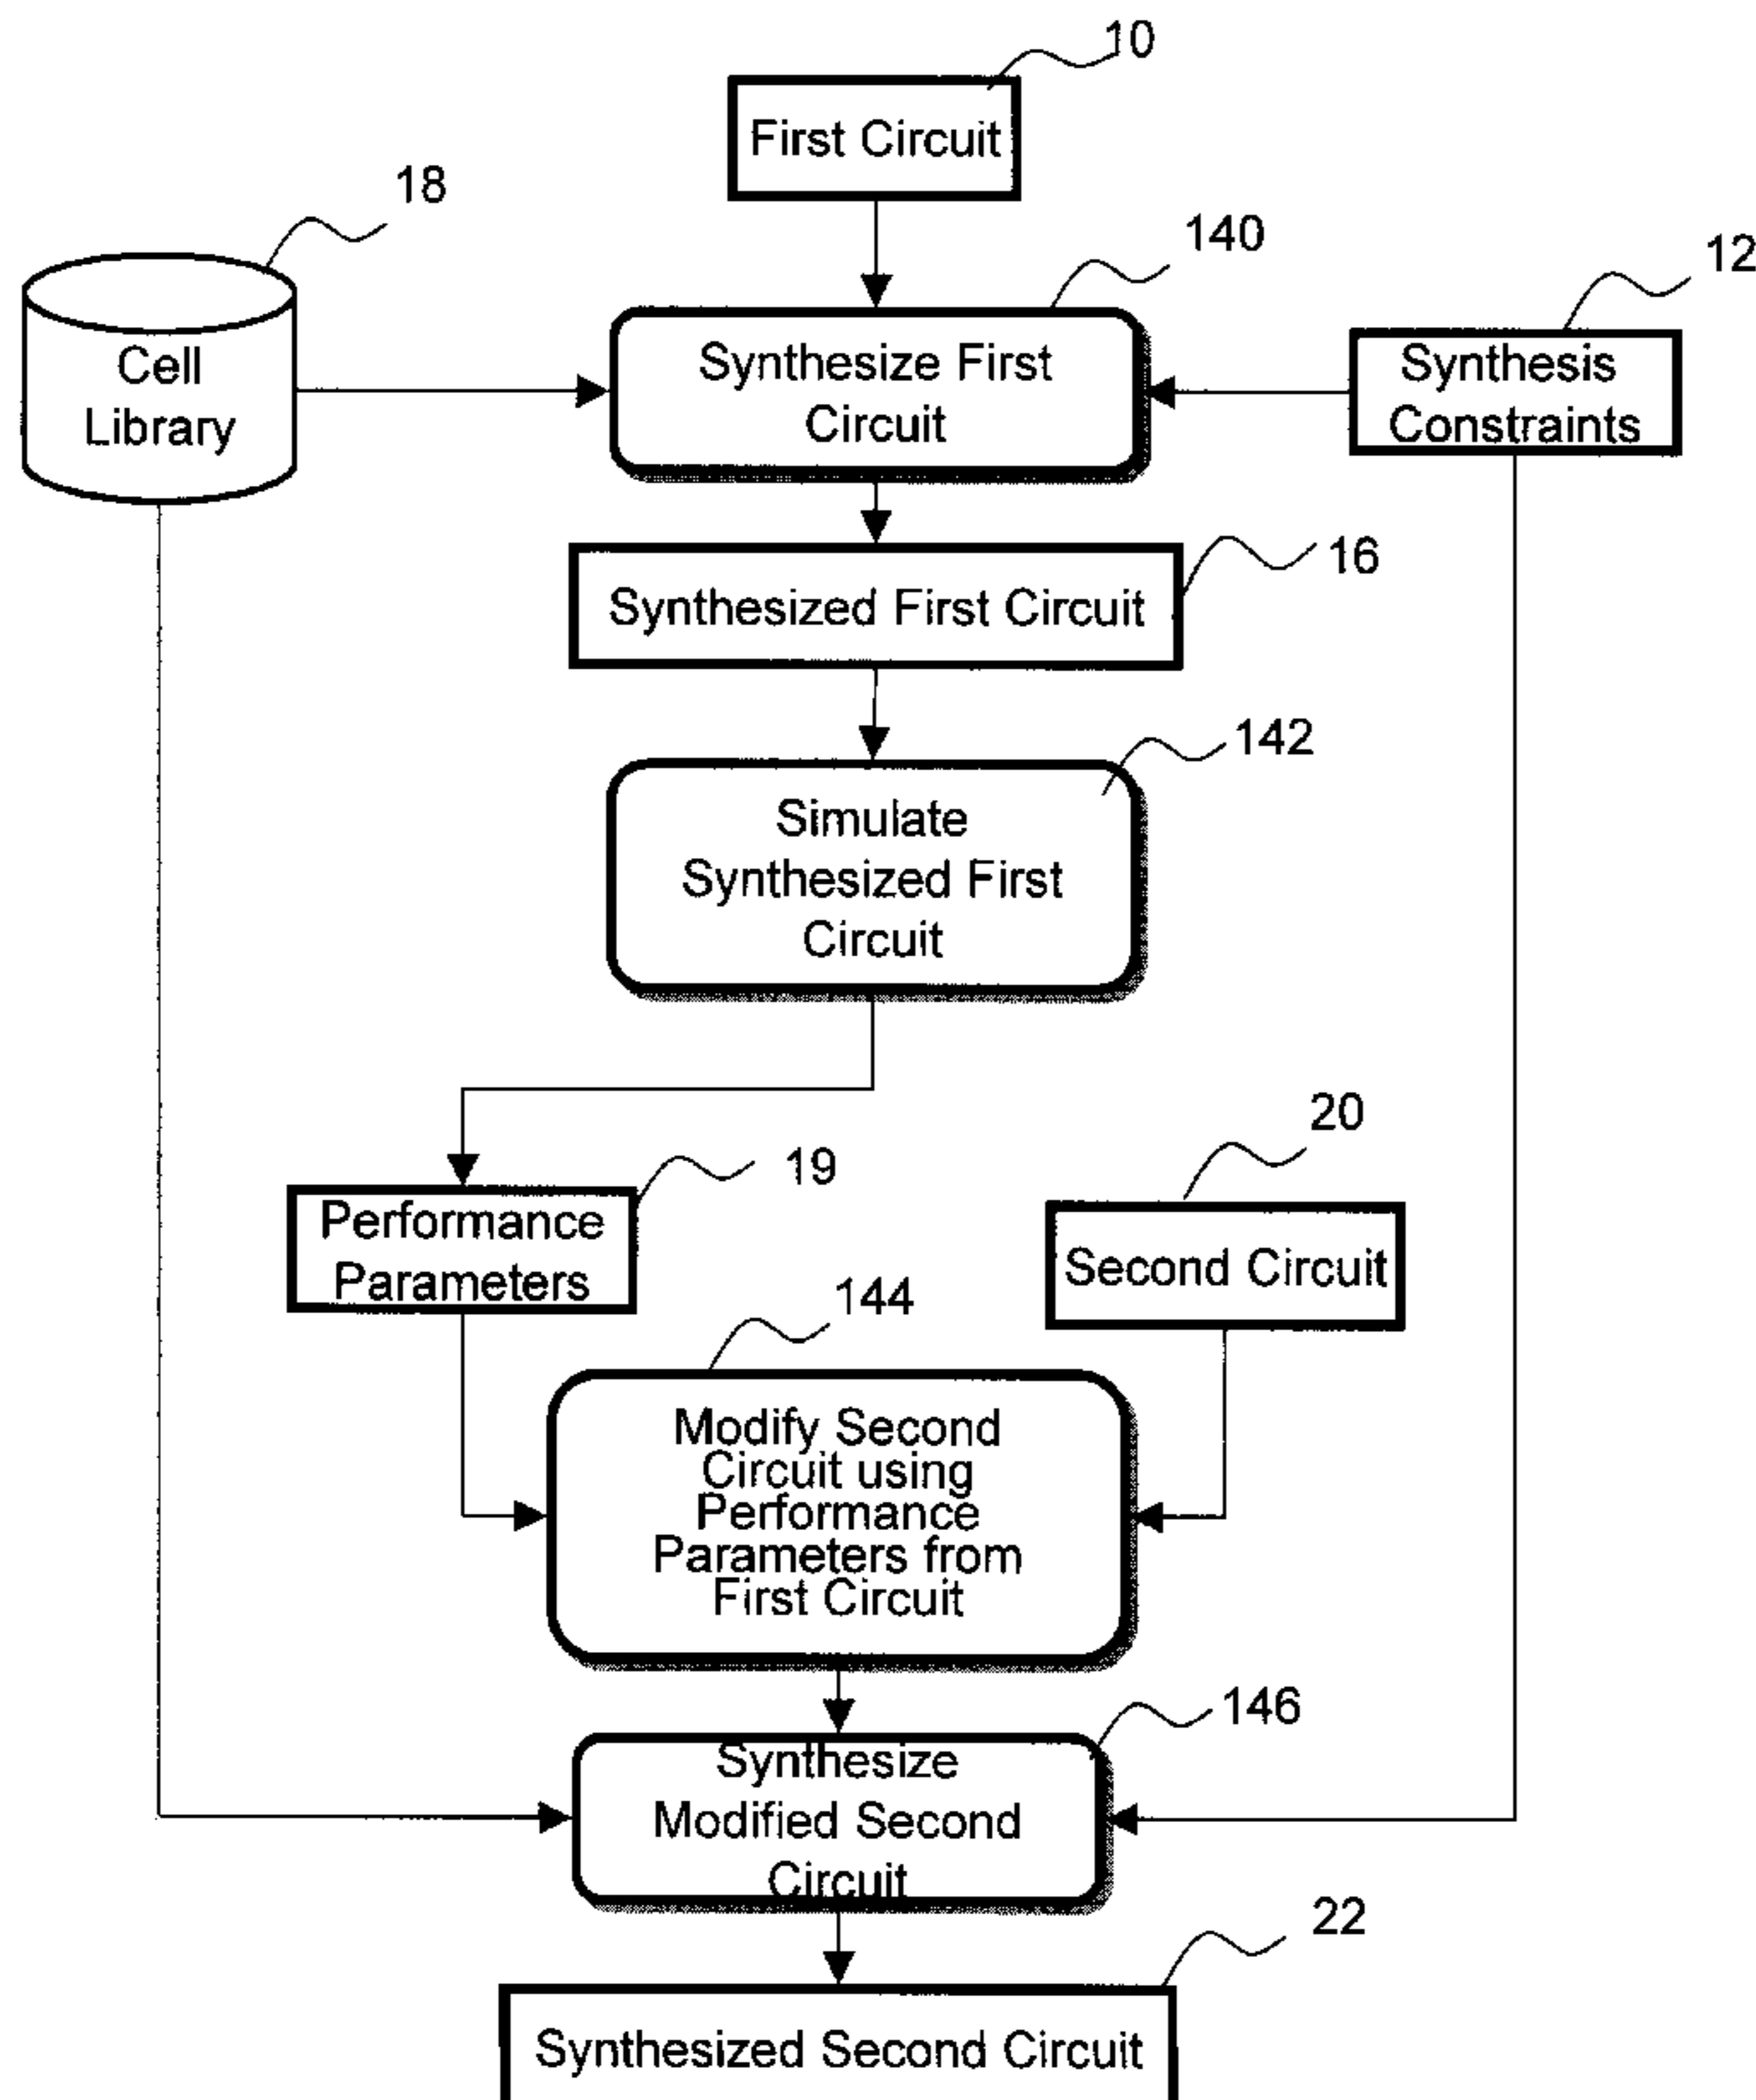 10
First Circuit
18
140
12
Cell
Library
Synthesize First
Circuit
Synthesis
Constraints
16
Synthesized First Circuit
142
Simulate
Synthesized First
Circuit
20
19
Performance
Parameters
Second Circuit
144
Modify Second
Circuit using
Performance
Parameters from
First Circuit
146
Synthesize
Modified Second
Circuit
22
Synthesized Second Circuit